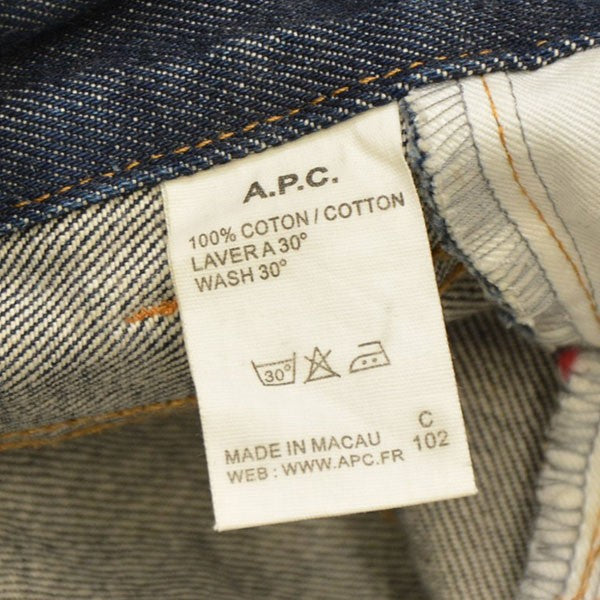 A.P.C.
100% COTON / COTTON
LAVER A 30°
WASH 30°
30°
C
MADE IN MACAU 102
WEB : WWW.APC.FR